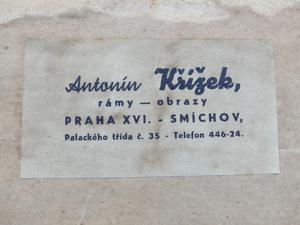 Antonín Křížek,
rámy — obrazy
PRAHA XVI. - SMÍCHOV,
Palackého třída č. 35 - Telefon 446-24.